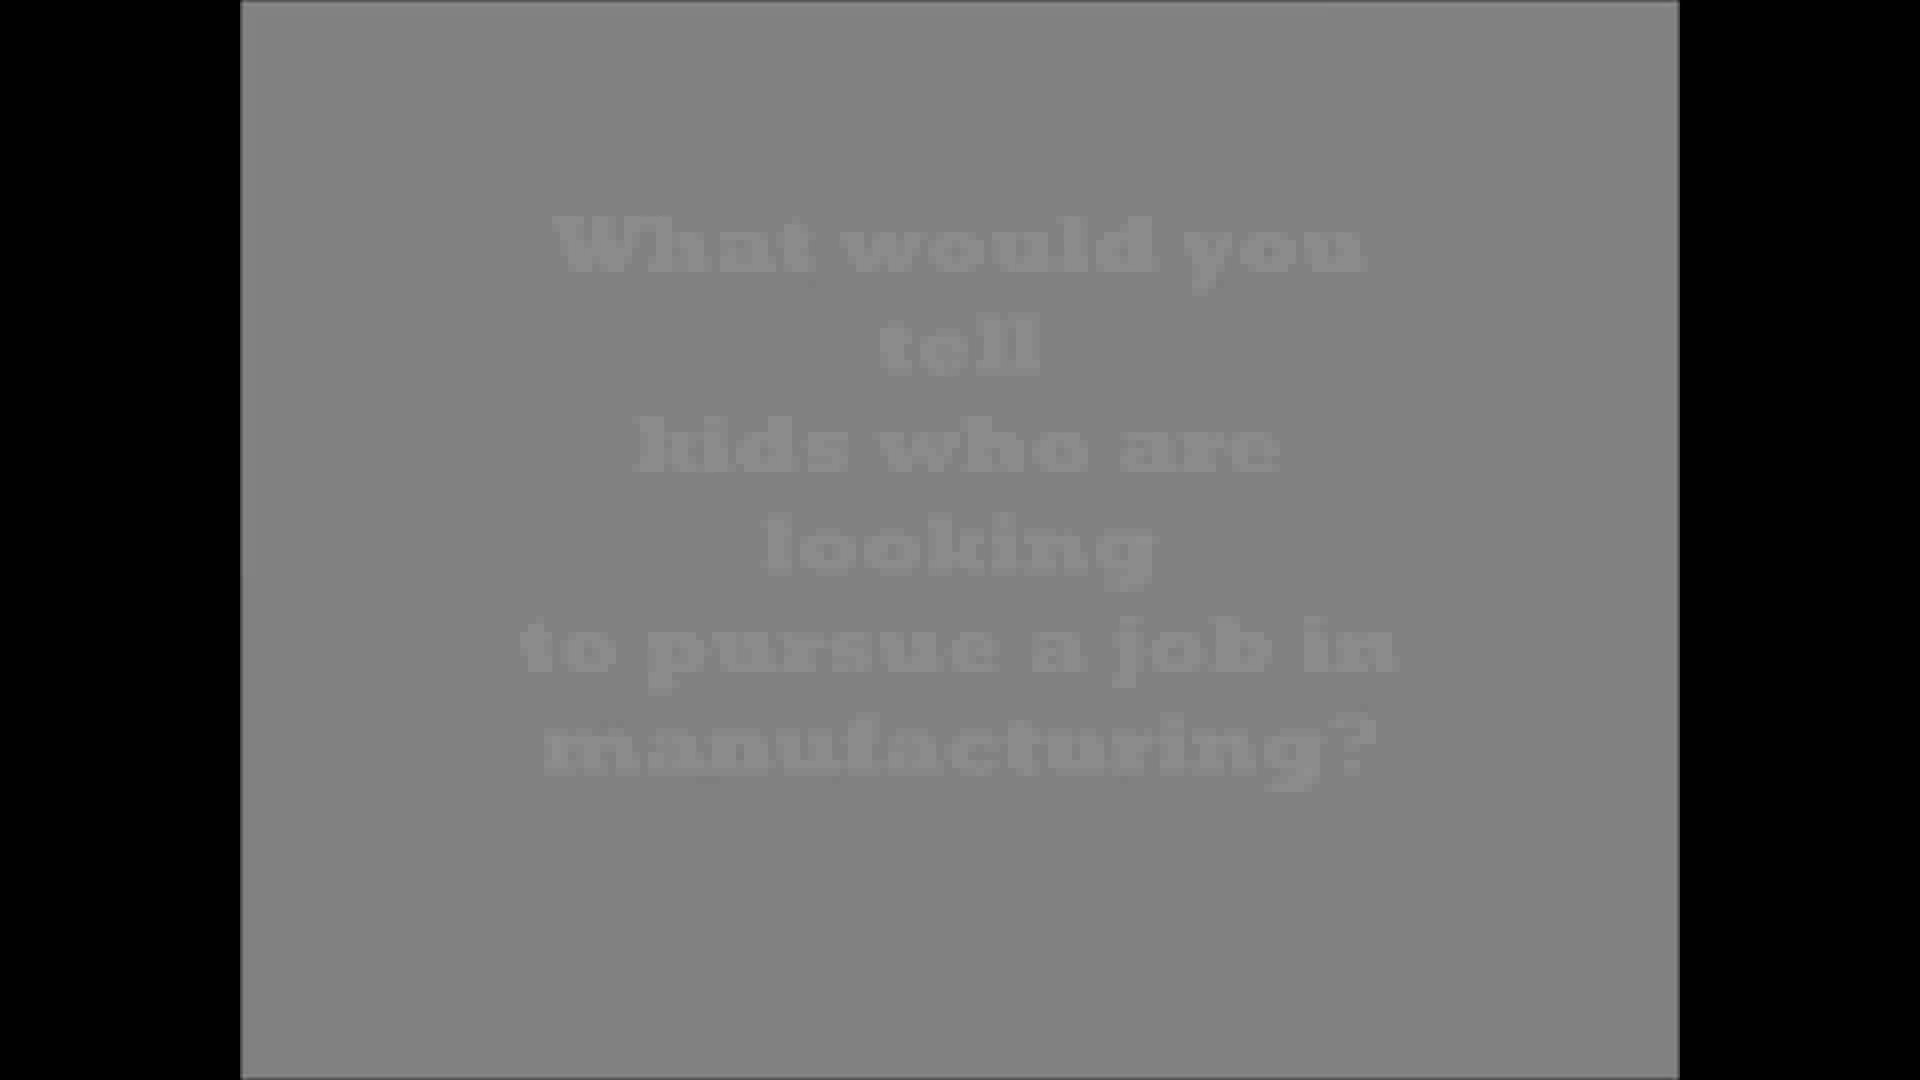 What would you
tell
kids who are
looking
to pursue a job in
manufacturing?